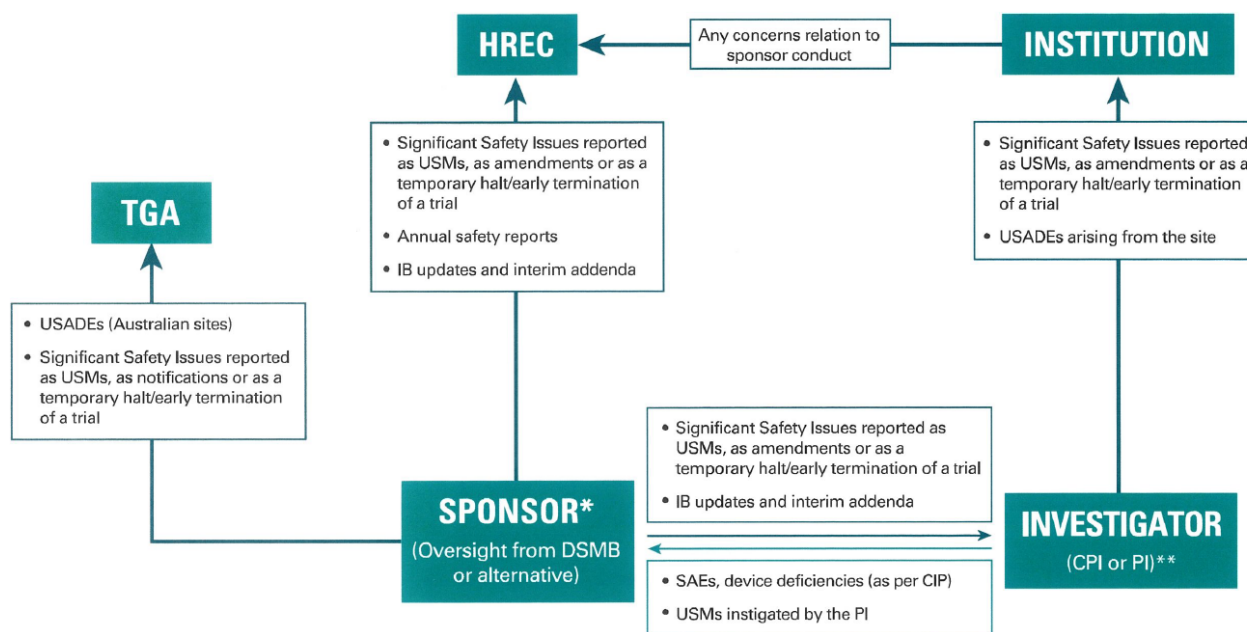 HREC
Any concerns relation to
sponsor conduct
INSTITUTION
• Significant Safety Issues reported
as USMs, as amendments or as a
temporary halt/early termination
of a trial
• Annual safety reports
• IB updates and interim addenda
• Significant Safety Issues reported
as USMs, as amendments or as a
temporary halt/early termination
of a trial
• USADEs arising from the site
TGA
• USADEs (Australian sites)
• Significant Safety Issues reported
as USMs, as notifications or as a
temporary halt/early termination
of a trial
• Significant Safety Issues reported as
USMs, as amendments or as a
temporary halt/early termination of a trial
• IB updates and interim addenda
SPONSOR*
(Oversight from DSMB
or alternative)
INVESTIGATOR
(CPI or PI)**
• SAEs, device deficiencies (as per CIP)
• USMs instigated by the PI